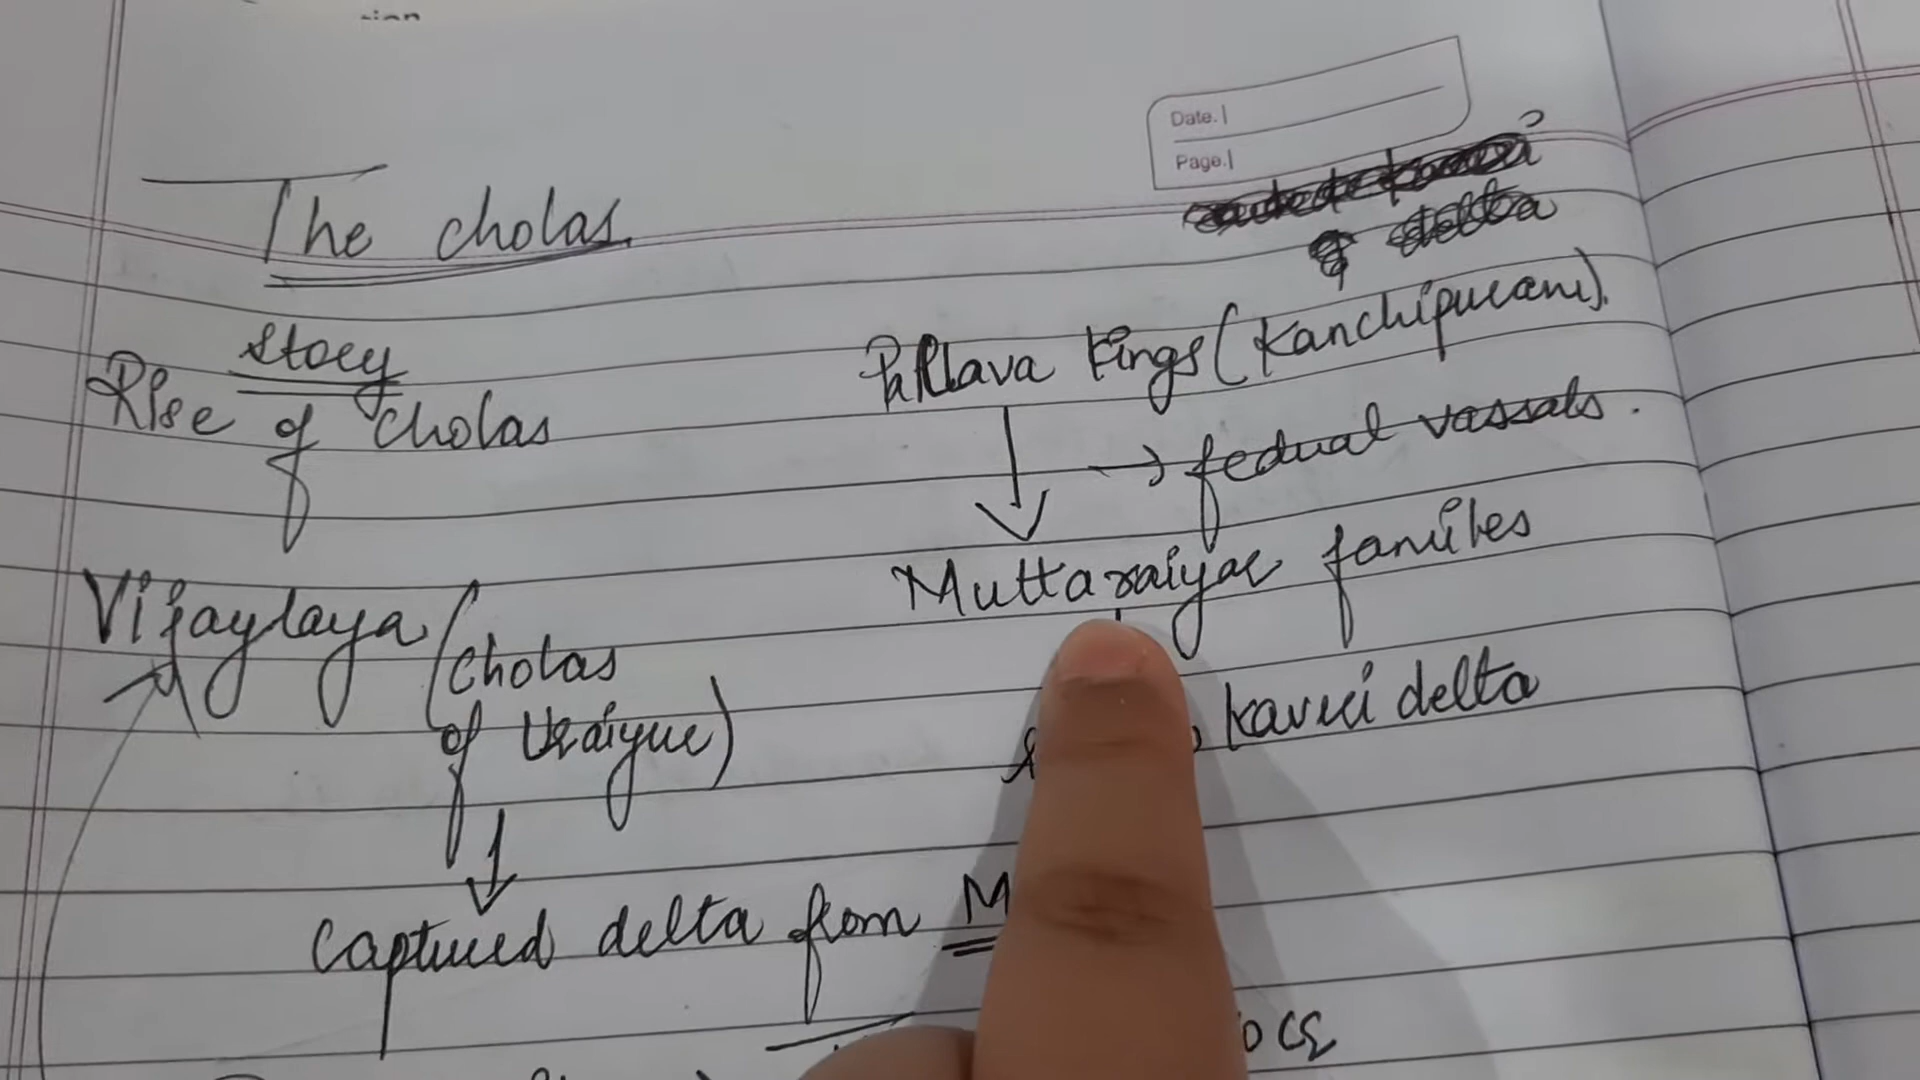 tion
Date.
Page.
The cholas.
story
Rise of cholas
Pallava kings (Kanchipuram).
→ fedual vassals.
Muttaraiyar families
kaveri delta
Vijaylaya (cholas
of Uraiyur)
Captured delta from M